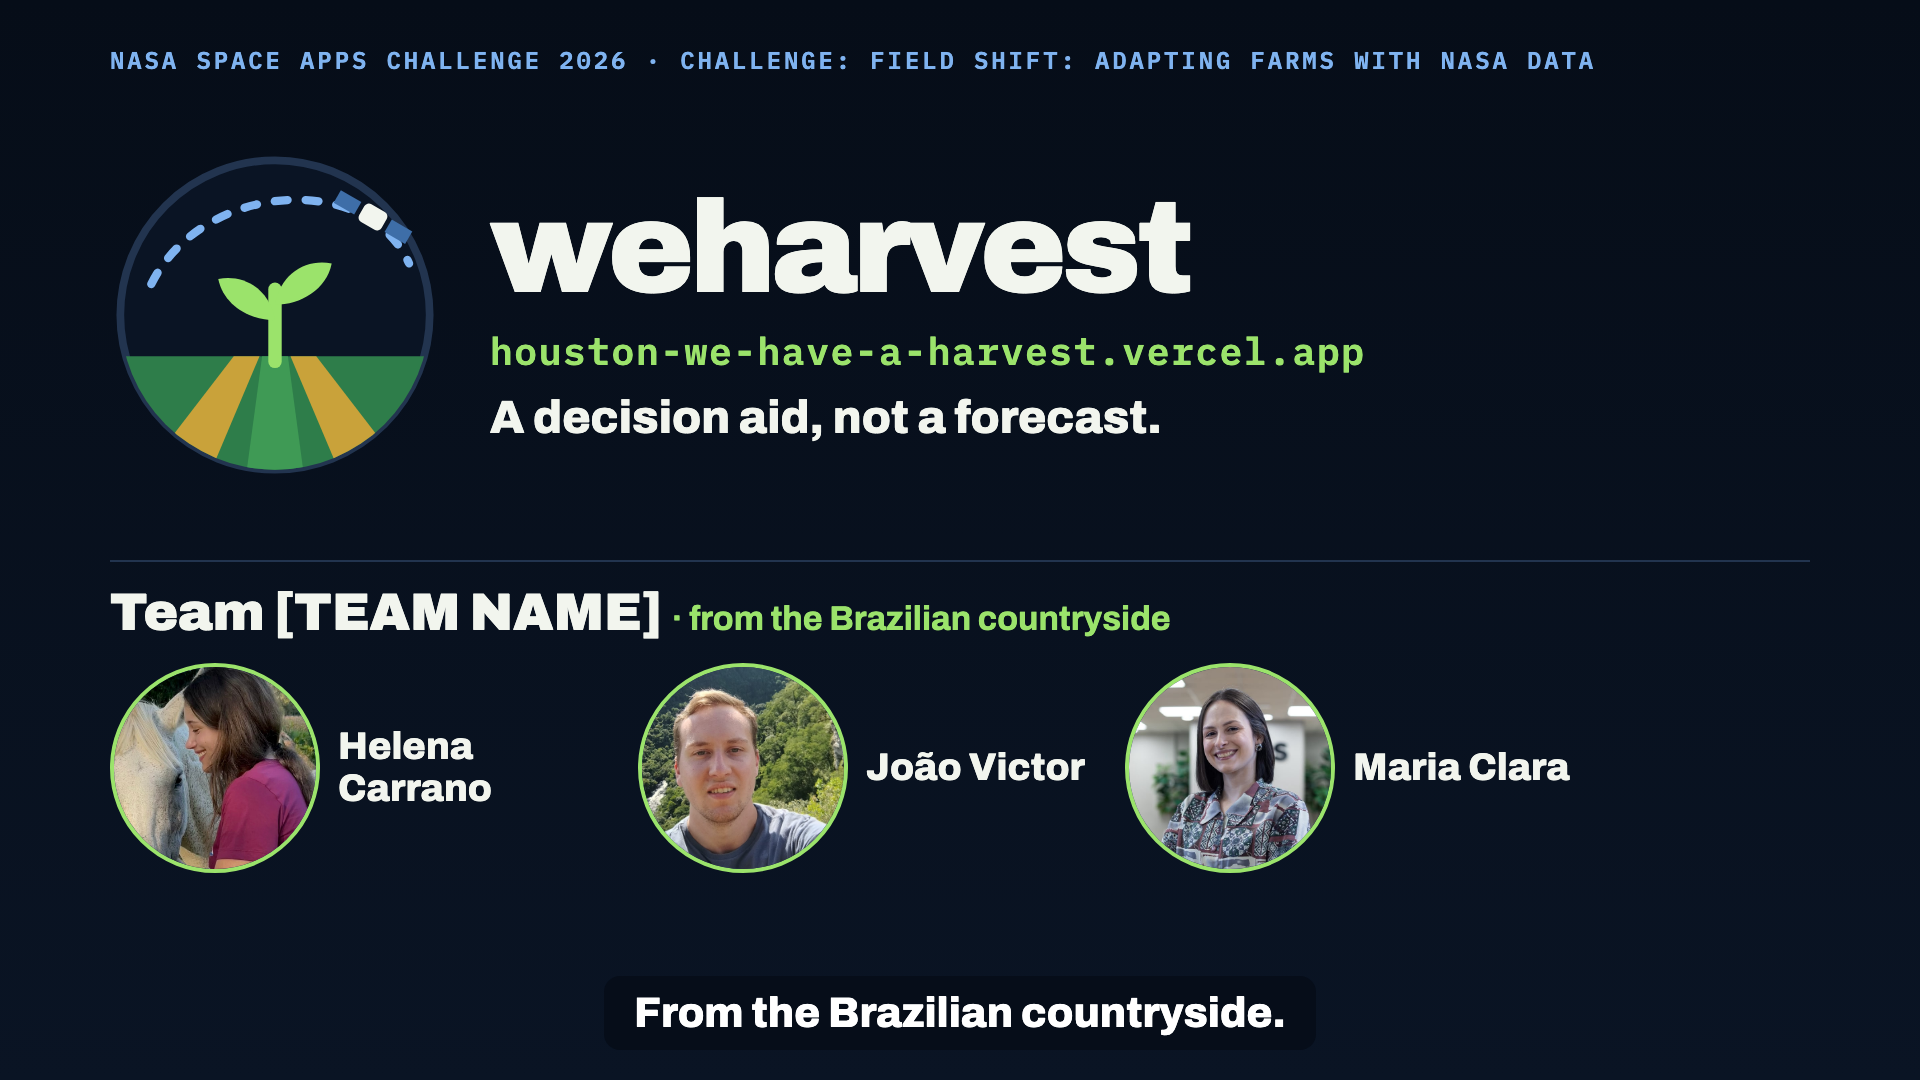 NASA SPACE APPS CHALLENGE 2026 · CHALLENGE: FIELD SHIFT: ADAPTING FARMS WITH NASA DATA
weharvest
houston-we-have-a-harvest.vercel.app
A decision aid, not a forecast.
Team [TEAM NAME] · from the Brazilian countryside
Helena
Carrano
João Victor
Maria Clara
From the Brazilian countryside.